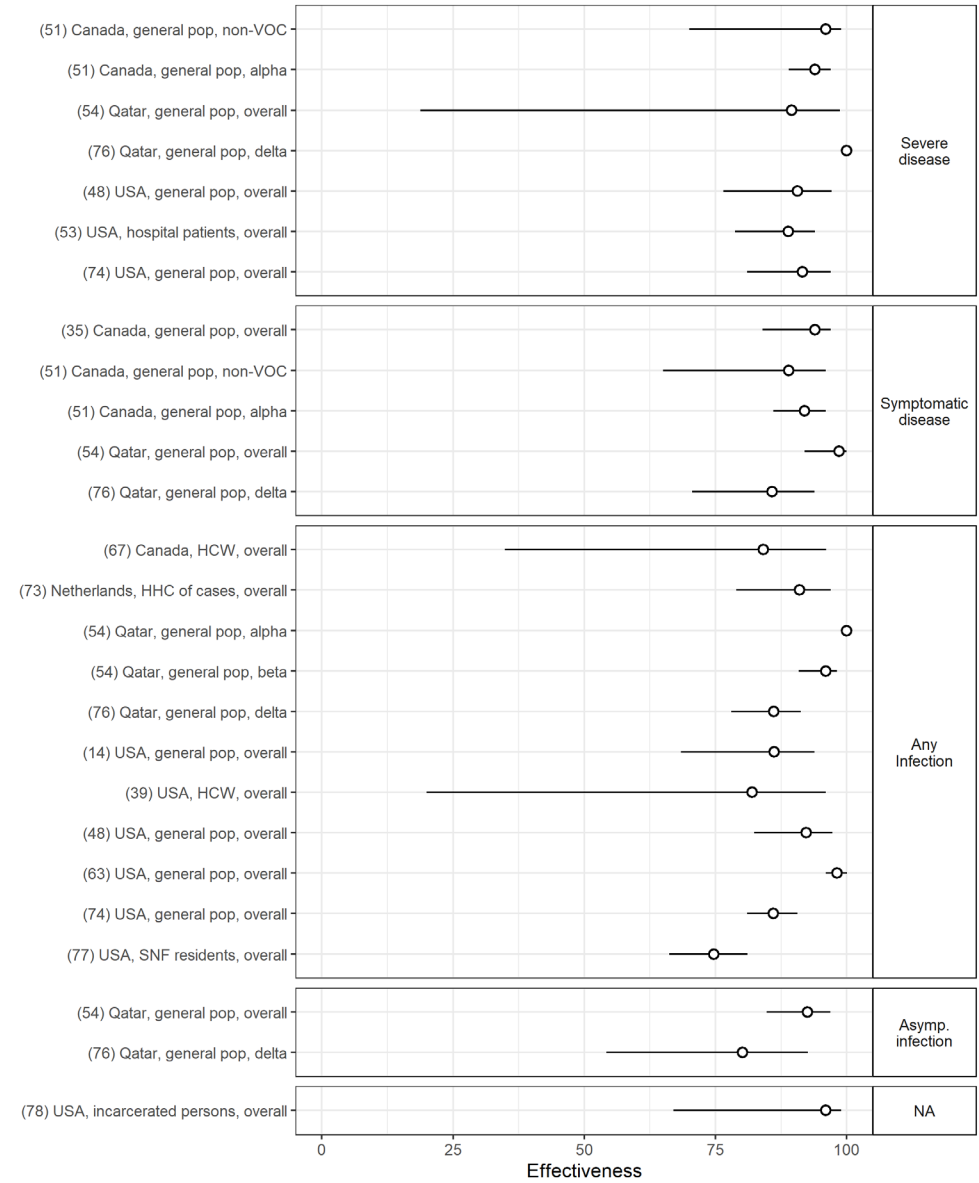 (51) Canada, general pop, non-VOC
(51) Canada, general pop, alpha
(54) Qatar, general pop, overall
(76) Qatar, general pop, delta
(48) USA, general pop, overall
(53) USA, hospital patients, overall
(74) USA, general pop, overall
Severe
disease
(35) Canada, general pop, overall
(51) Canada, general pop, non-VOC
(51) Canada, general pop, alpha
(54) Qatar, general pop, overall
(76) Qatar, general pop, delta
Symptomatic
disease
(67) Canada, HCW, overall
(73) Netherlands, HHC of cases, overall
(54) Qatar, general pop, alpha
(54) Qatar, general pop, beta
(76) Qatar, general pop, delta
(14) USA, general pop, overall
(39) USA, HCW, overall
(48) USA, general pop, overall
(63) USA, general pop, overall
(74) USA, general pop, overall
(77) USA, SNF residents, overall
Any
Infection
(54) Qatar, general pop, overall
(76) Qatar, general pop, delta
Asymp.
infection
(78) USA, incarcerated persons, overall
NA
0 25 50 75 100
Effectiveness